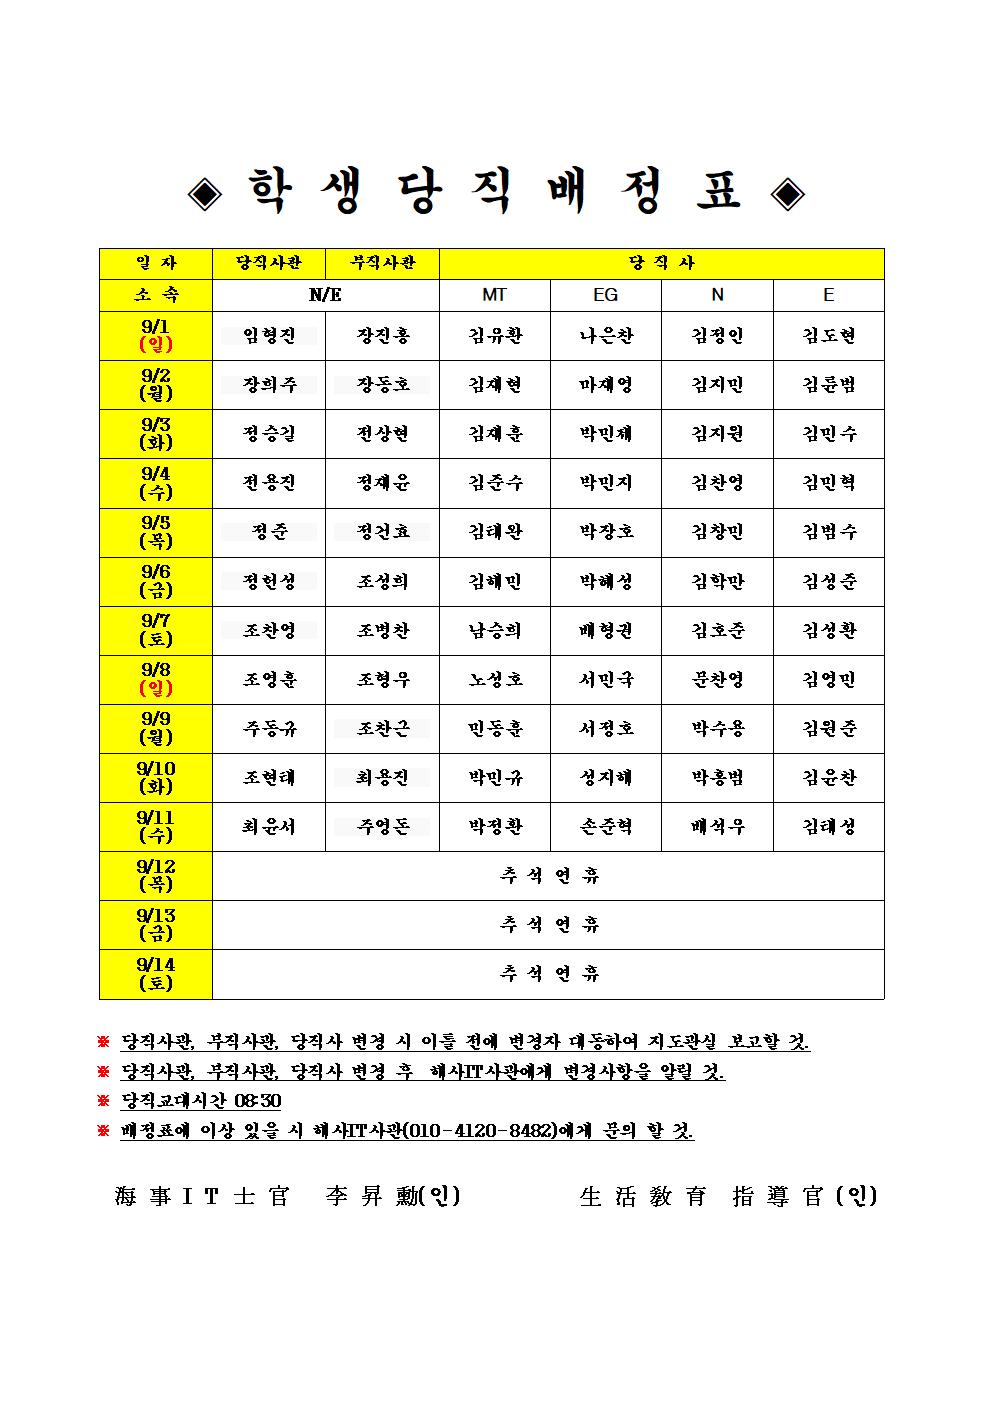 ◈ 학 생 당 직 배 정 표 ◈
일 자 당직사관 부직사관 당 직 사
소 속 N/E MT EG N E
9/1 (일) 임형진 장진홍 김유환 나은찬 김정인 김도현
9/2 (월) 장희주 장동호 김재현 마재영 김지민 김륜범
9/3 (화) 정승길 전상현 김재훈 박민제 김지원 김민수
9/4 (수) 전용진 정재윤 김준수 박민지 김찬영 김민혁
9/5 (목) 정준 정건효 김태완 박장호 김창민 김범수
9/6 (금) 정헌성 조성희 김해민 박혜성 김학만 김성준
9/7 (토) 조찬영 조병찬 남승희 배형권 김호준 김성환
9/8 (일) 조영훈 조형우 노성호 서민국 문찬영 김영민
9/9 (월) 주동규 조찬근 민동훈 서정호 박수용 김원준
9/10 (화) 조현태 최용진 박민규 성지해 박홍범 김윤찬
9/11 (수) 최윤서 주영돈 박정환 손준혁 배석우 김태성
9/12 (목) 추 석 연 휴
9/13 (금) 추 석 연 휴
9/14 (토) 추 석 연 휴
※ 당직사관, 부직사관, 당직사 변경 시 이틀 전에 변경자 대동하여 지도관실 보고할 것.
※ 당직사관, 부직사관, 당직사 변경 후 해사IT사관에게 변경사항을 알릴 것.
※ 당직교대시간 08:30
※ 배정표에 이상 있을 시 해사IT사관(010-4120-8482)에게 문의 할 것.
海 事 I T 士 官 李 昇 勳(인) 生 活 敎 育 指 導 官 (인)